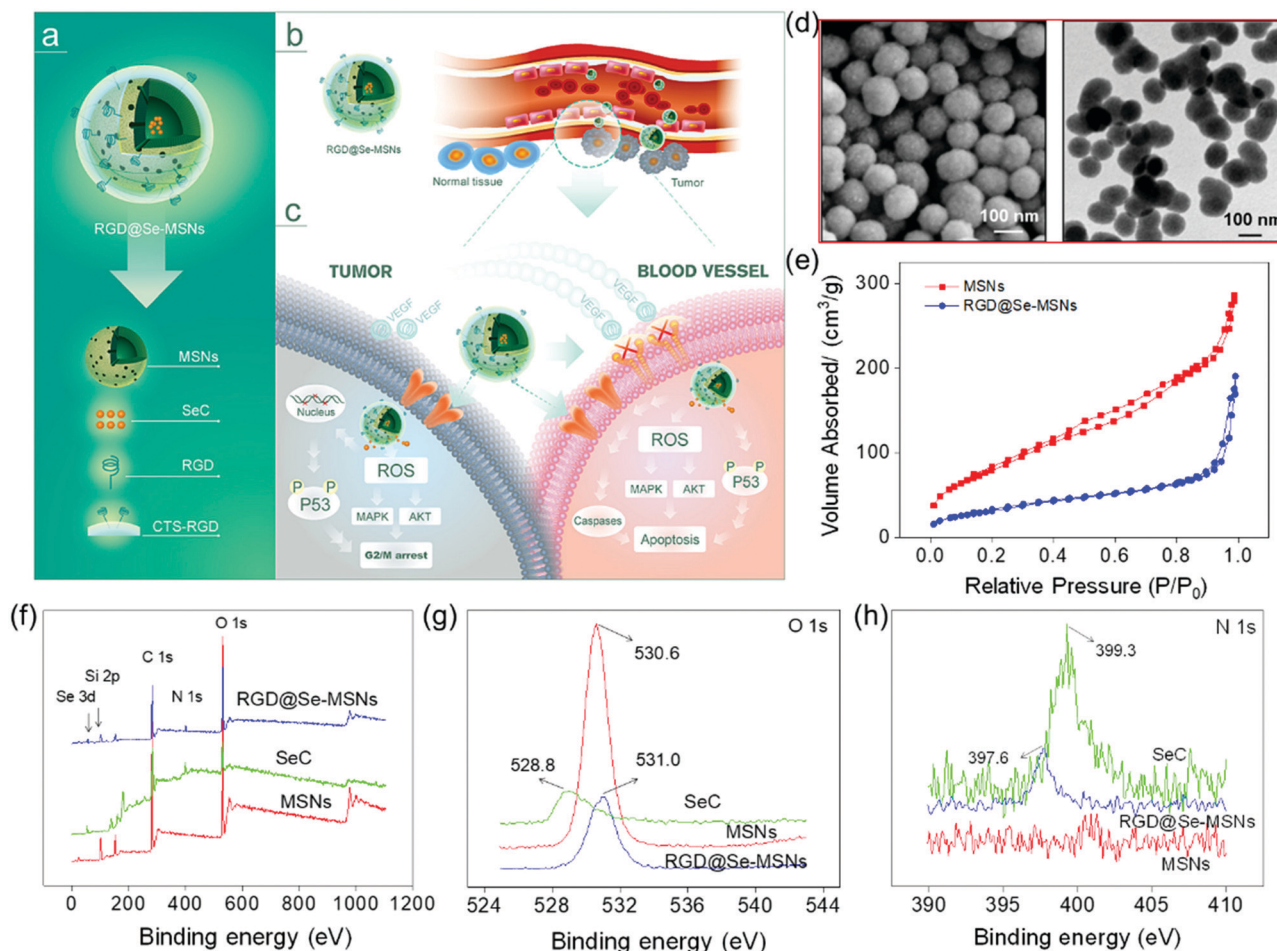 a
RGD@Se-MSNs
MSNs
SeC
RGD
CTS-RGD
b
RGD@Se-MSNs
Normal tissue
Tumor
c
TUMOR
BLOOD VESSEL
VEGF
VEGF
VEGF
VEGF
Nucleus
ROS
P
P
P53
MAPK
AKT
G2/M arrest
ROS
P
P
P53
MAPK
AKT
Caspases
Apoptosis
(d)
100 nm
100 nm
(e)
MSNs
RGD@Se-MSNs
300
200
100
0
0.0 0.2 0.4 0.6 0.8 1.0
Volume Absorbed/ (cm³/g)
Relative Pressure (P/P₀)
(f)
O 1s
C 1s
Si 2p
Se 3d
N 1s
RGD@Se-MSNs
SeC
MSNs
0 200 400 600 800 1000 1200
Binding energy (eV)
(g)
O 1s
530.6
528.8
531.0
SeC
MSNs
RGD@Se-MSNs
524 528 532 536 540 544
Binding energy (eV)
(h)
N 1s
399.3
397.6
SeC
RGD@Se-MSNs
MSNs
390 395 400 405 410
Binding energy (eV)